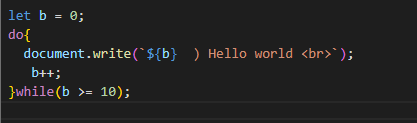 let b = 0;
do{
  document.write(`${b}  ) Hello world <br>`);
   b++;
}while(b >= 10);